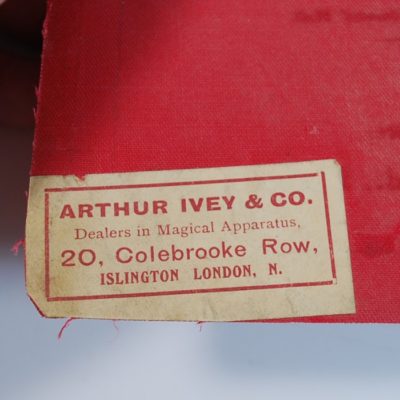 ARTHUR IVEY & CO.
Dealers in Magical Apparatus,
20, Colebrooke Row,
ISLINGTON LONDON, N.